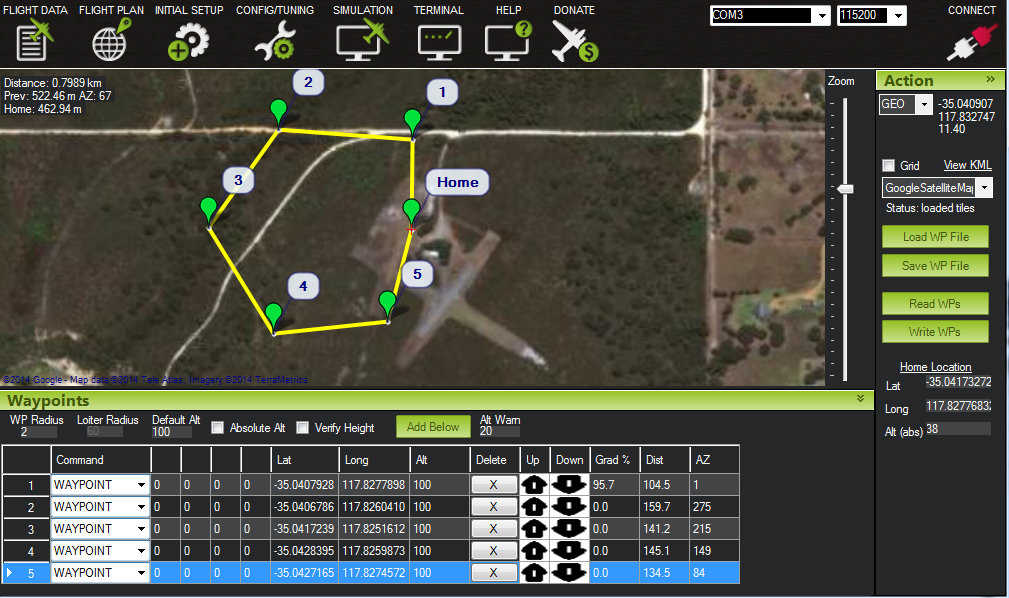 FLIGHT DATA FLIGHT PLAN INITIAL SETUP CONFIG/TUNING SIMULATION TERMINAL HELP DONATE COM3 115200 CONNECT
Distance: 0.7989 km
Prev: 522.46 m AZ: 67
Home: 462.94 m
2
1
3
Home
4
5
©2014 Google - Map data ©2014 Tele Atlas, Imagery ©2014 TerraMetrics
Zoom
Action »
GEO -35.040907
117.832747
11.40
Grid View KML
GoogleSatelliteMap
Status: loaded tiles
Load WP File
Save WP File
Read WPs
Write WPs
Home Location
Lat -35.04173272
Long 117.82776832
Alt (abs) 38
Waypoints
WP Radius Loiter Radius Default Alt Absolute Alt Verify Height Add Below Alt Warn
2 60 100 20
Command Lat Long Alt Delete Up Down Grad % Dist AZ
1 WAYPOINT 0 0 0 0 -35.0407928 117.8277898 100 X 95.7 104.5 1
2 WAYPOINT 0 0 0 0 -35.0406786 117.8260410 100 X 0.0 159.7 275
3 WAYPOINT 0 0 0 0 -35.0417239 117.8251612 100 X 0.0 141.2 215
4 WAYPOINT 0 0 0 0 -35.0428395 117.8259873 100 X 0.0 145.1 149
5 WAYPOINT 0 0 0 0 -35.0427165 117.8274572 100 X 0.0 134.5 84